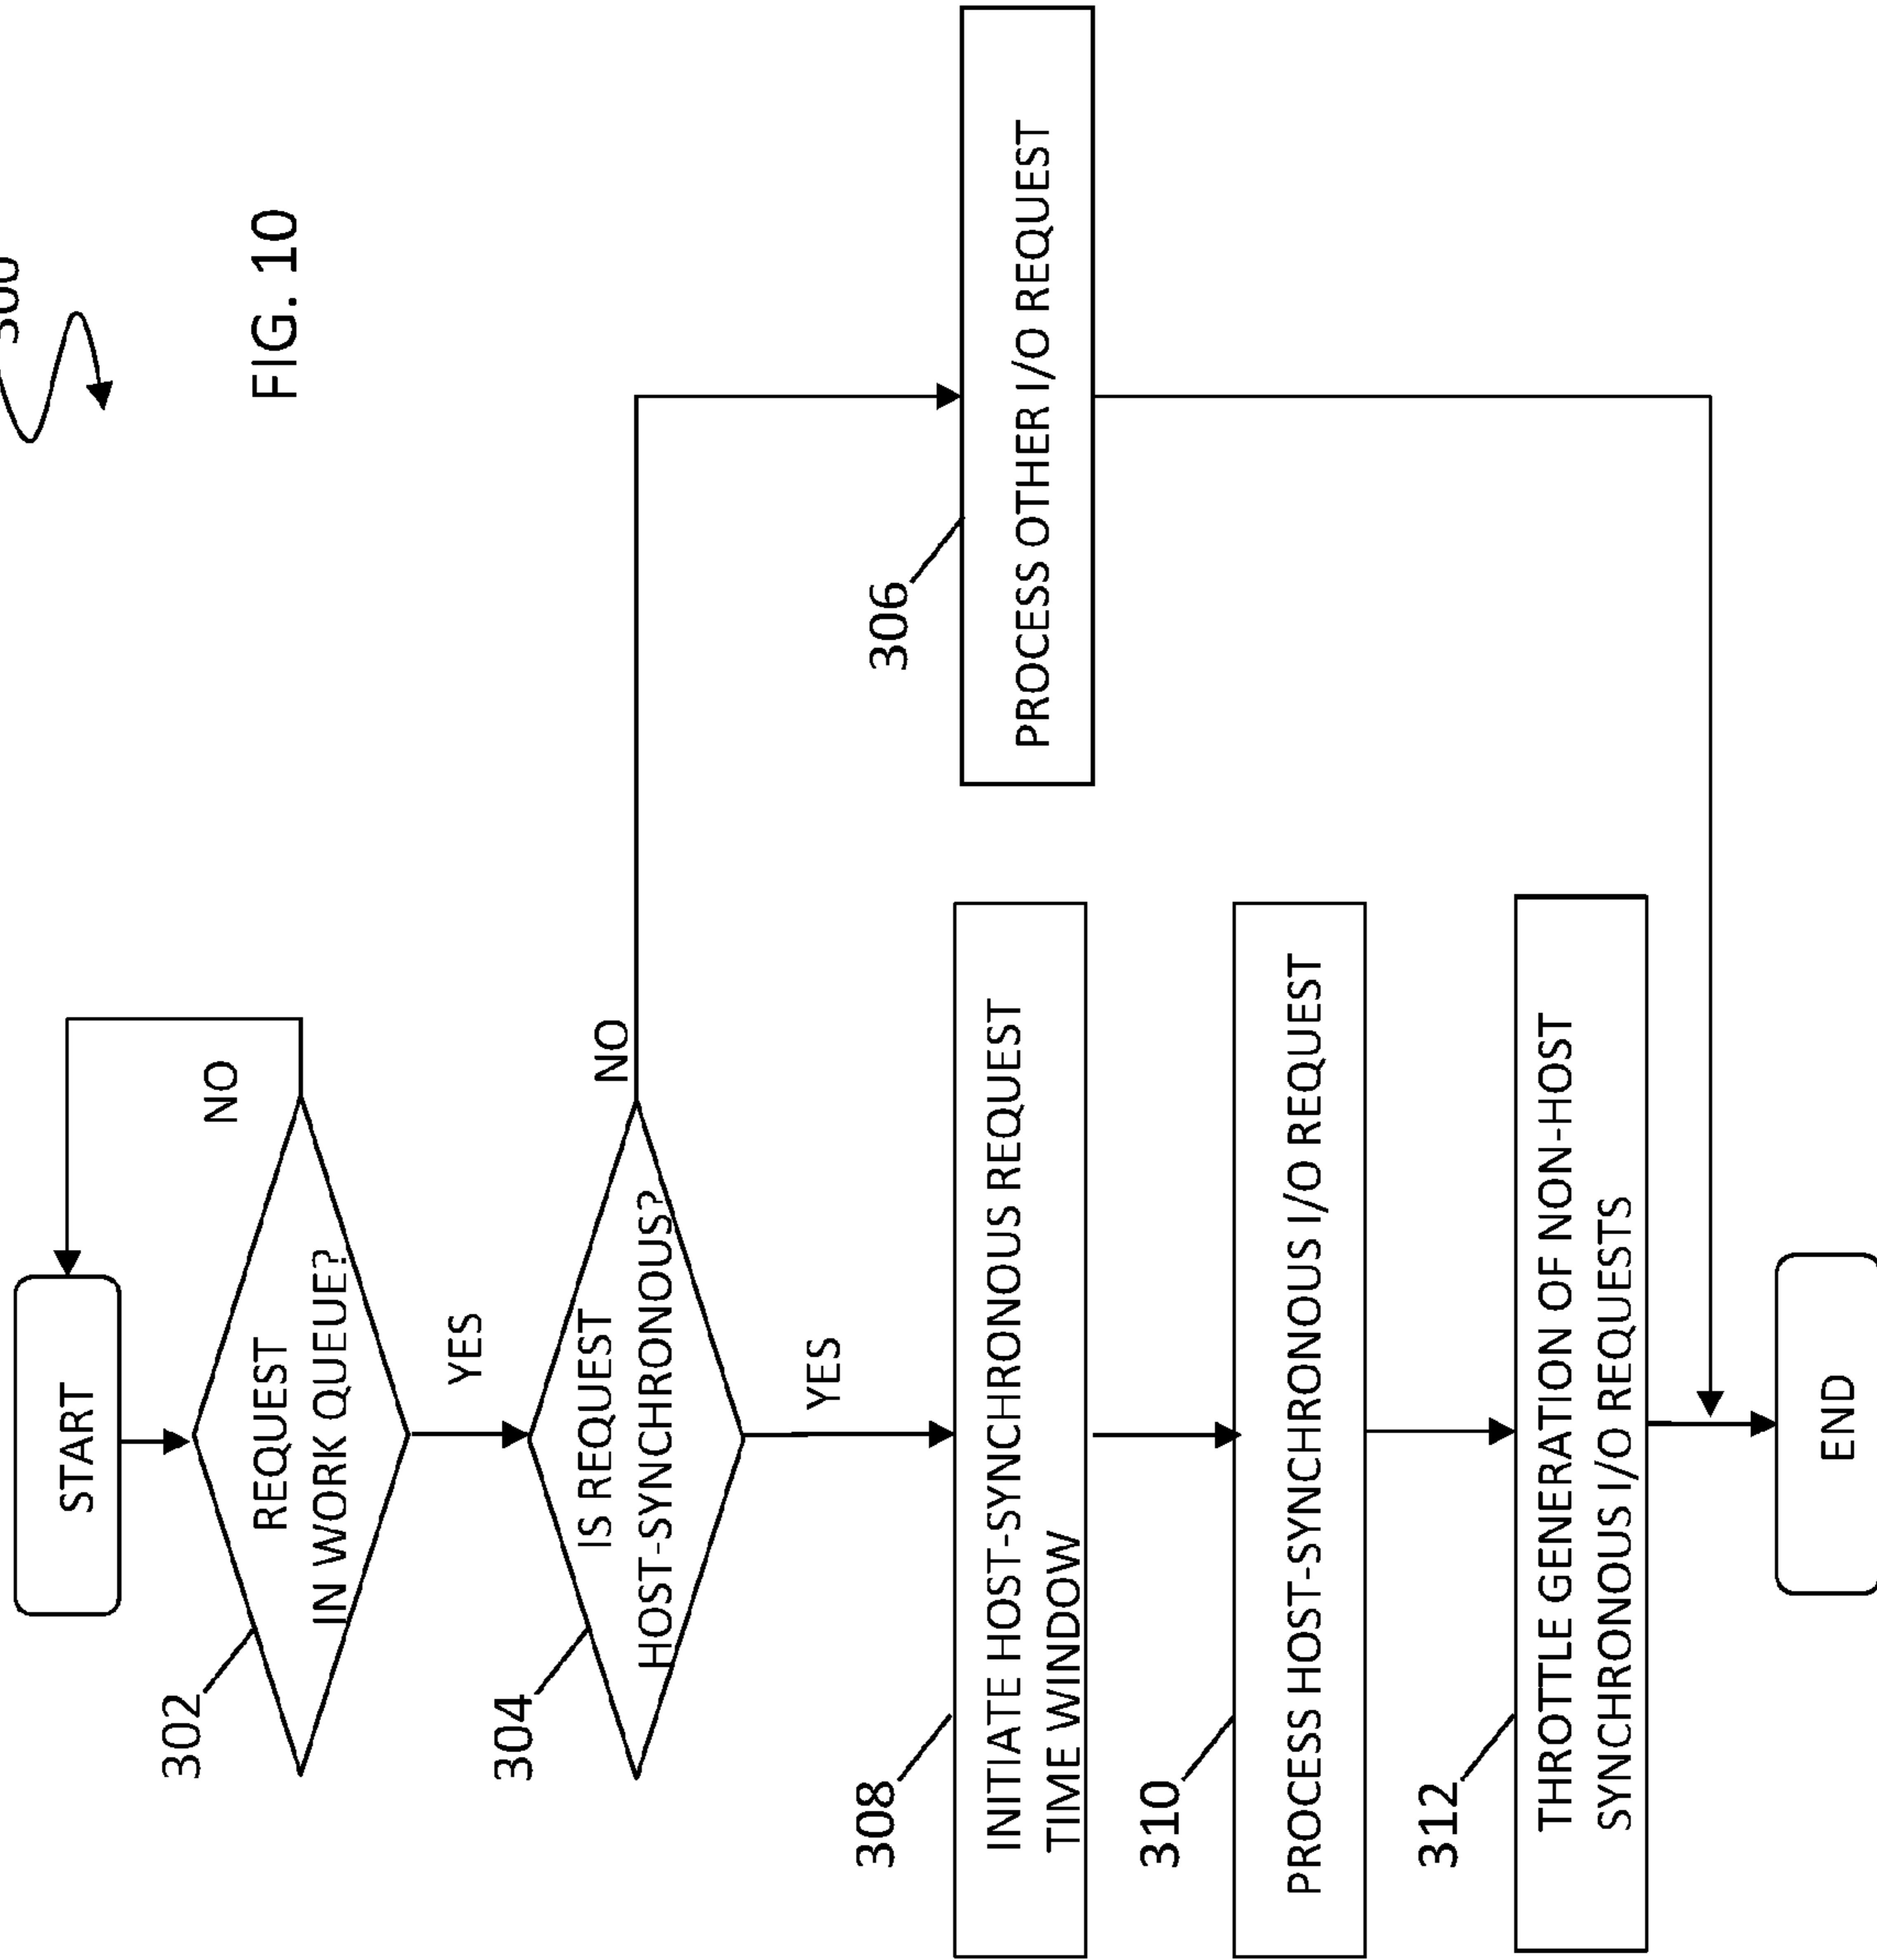 300
FIG. 10
START
302
REQUEST
IN WORK QUEUE?
NO
YES
304
IS REQUEST
HOST-SYNCHRONOUS?
NO
YES
306
PROCESS OTHER I/O REQUEST
308
INITIATE HOST-SYNCHRONOUS REQUEST
TIME WINDOW
310
PROCESS HOST-SYNCHRONOUS I/O REQUEST
312
THROTTLE GENERATION OF NON-HOST
SYNCHRONOUS I/O REQUESTS
END